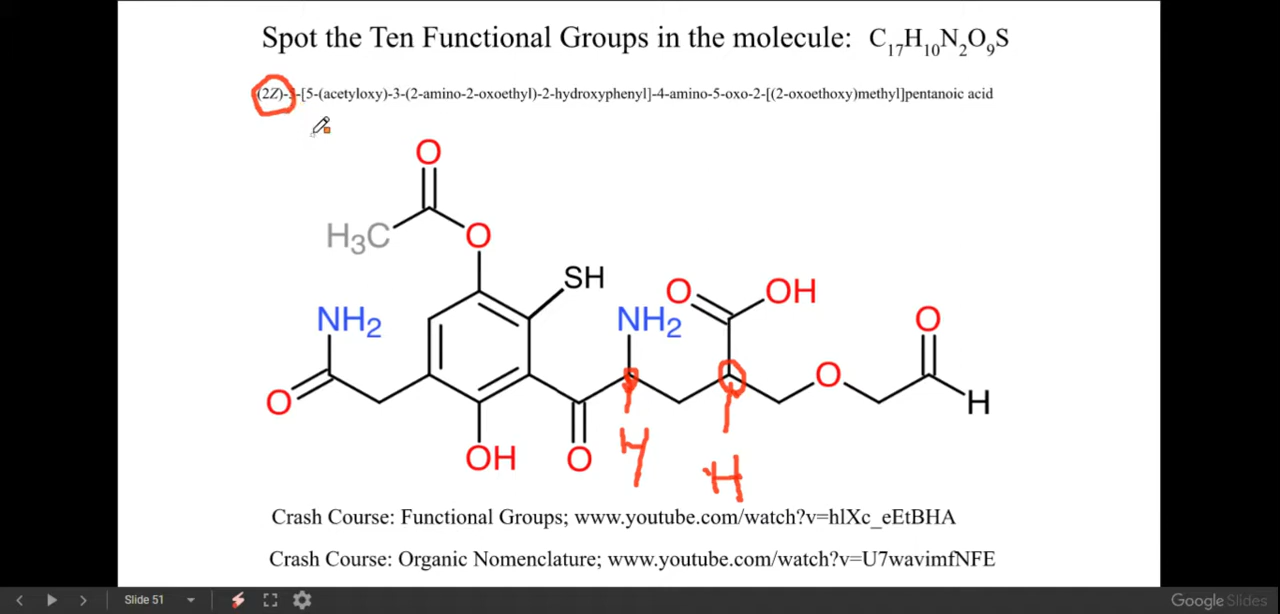 Spot the Ten Functional Groups in the molecule: C17H10N2O9S
(2Z)-5-[5-(acetyloxy)-3-(2-amino-2-oxoethyl)-2-hydroxyphenyl]-4-amino-5-oxo-2-[(2-oxoethoxy)methyl]pentanoic acid
O
H3C
O
SH
O
OH
NH2
NH2
O
O
O
H
OH
O
H
H
Crash Course: Functional Groups; www.youtube.com/watch?v=hlXc_eEtBHA
Crash Course: Organic Nomenclature; www.youtube.com/watch?v=U7wavimfNFE
Slide 51
Google Slides